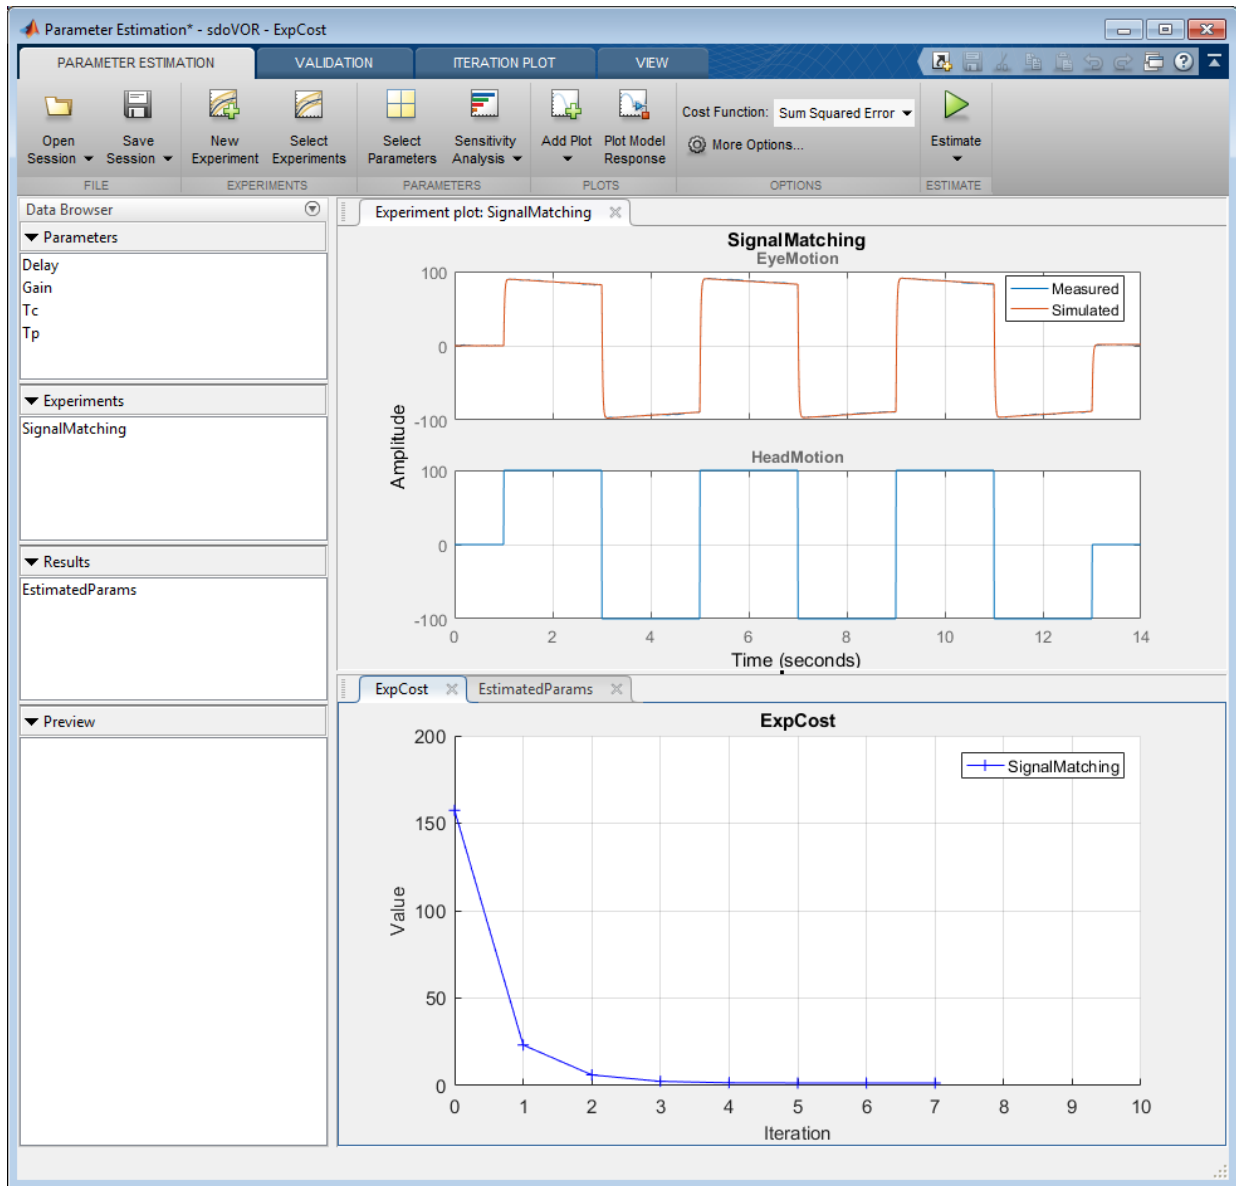 Parameter Estimation* - sdoVOR - ExpCost
PARAMETER ESTIMATION VALIDATION ITERATION PLOT VIEW
Open Session Save Session New Experiment Select Experiments Select Parameters Sensitivity Analysis Add Plot Plot Model Response Cost Function: Sum Squared Error Estimate
More Options...
FILE EXPERIMENTS PARAMETERS PLOTS OPTIONS ESTIMATE
Data Browser
Parameters
Delay
Gain
Tc
Tp
Experiments
SignalMatching
Results
EstimatedParams
Preview
Experiment plot: SignalMatching
SignalMatching
EyeMotion
100
0
-100
Measured
Simulated
Amplitude
HeadMotion
100
0
-100
0 2 4 6 8 10 12 14
Time (seconds)
ExpCost EstimatedParams
ExpCost
200
150
100
50
0
SignalMatching
Value
0 1 2 3 4 5 6 7 8 9 10
Iteration